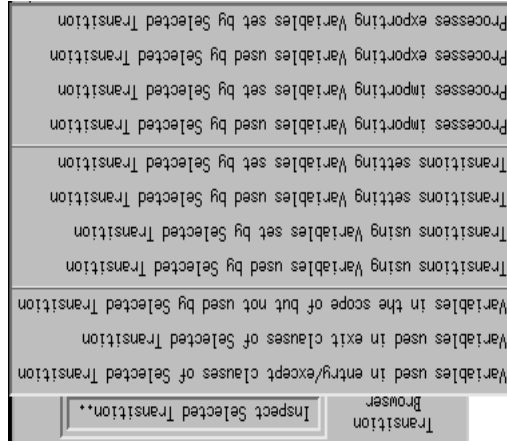 Transition
Browser
Inspect Selected Transition..
Variables used in entry/except clauses of Selected Transition
Variables used in exit clauses of Selected Transition
Variables in the scope of but not used by Selected Transition
Transitions using Variables used by Selected Transition
Transitions using Variables set by Selected Transition
Transitions setting Variables used by Selected Transition
Transitions setting Variables set by Selected Transition
Processes importing Variables used by Selected Transition
Processes importing Variables set by Selected Transition
Processes exporting Variables used by Selected Transition
Processes exporting Variables set by Selected Transition